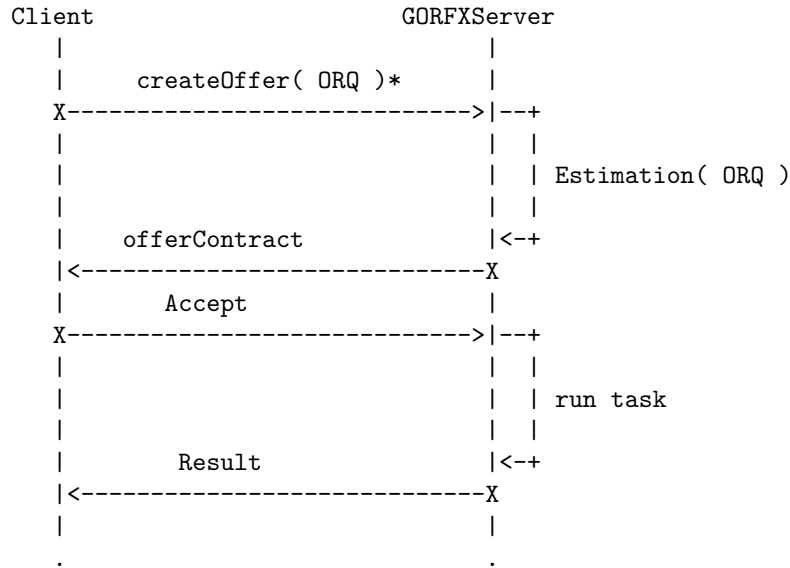 Client GORFXServer
createOffer( ORQ )*
Estimation( ORQ )
offerContract
Accept
run task
Result